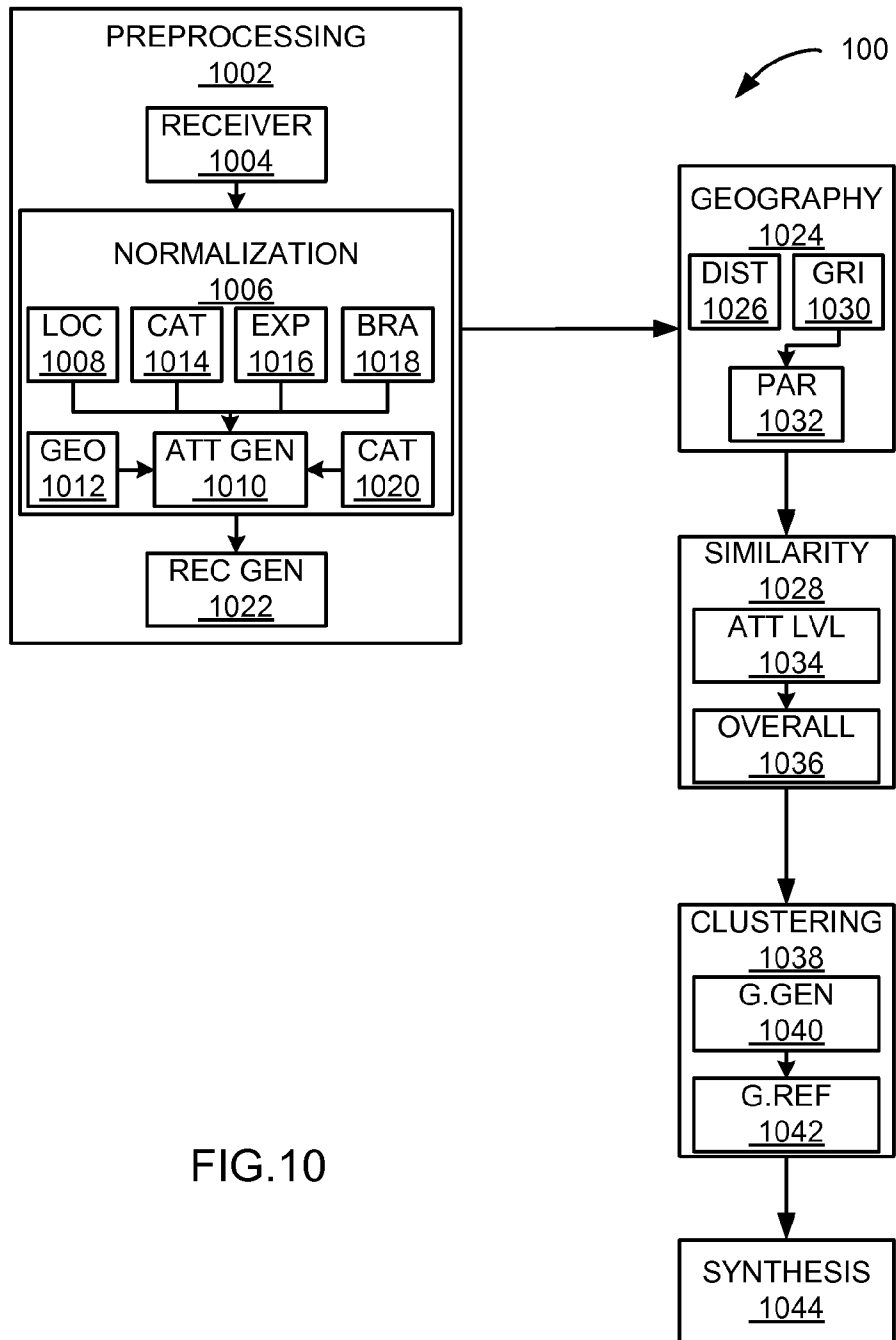 PREPROCESSING
1002
RECEIVER
1004
NORMALIZATION
1006
LOC
1008
CAT
1014
EXP
1016
BRA
1018
GEO
1012
ATT GEN
1010
CAT
1020
REC GEN
1022
100
GEOGRAPHY
1024
DIST
1026
GRI
1030
PAR
1032
SIMILARITY
1028
ATT LVL
1034
OVERALL
1036
CLUSTERING
1038
G.GEN
1040
G.REF
1042
SYNTHESIS
1044
FIG.10